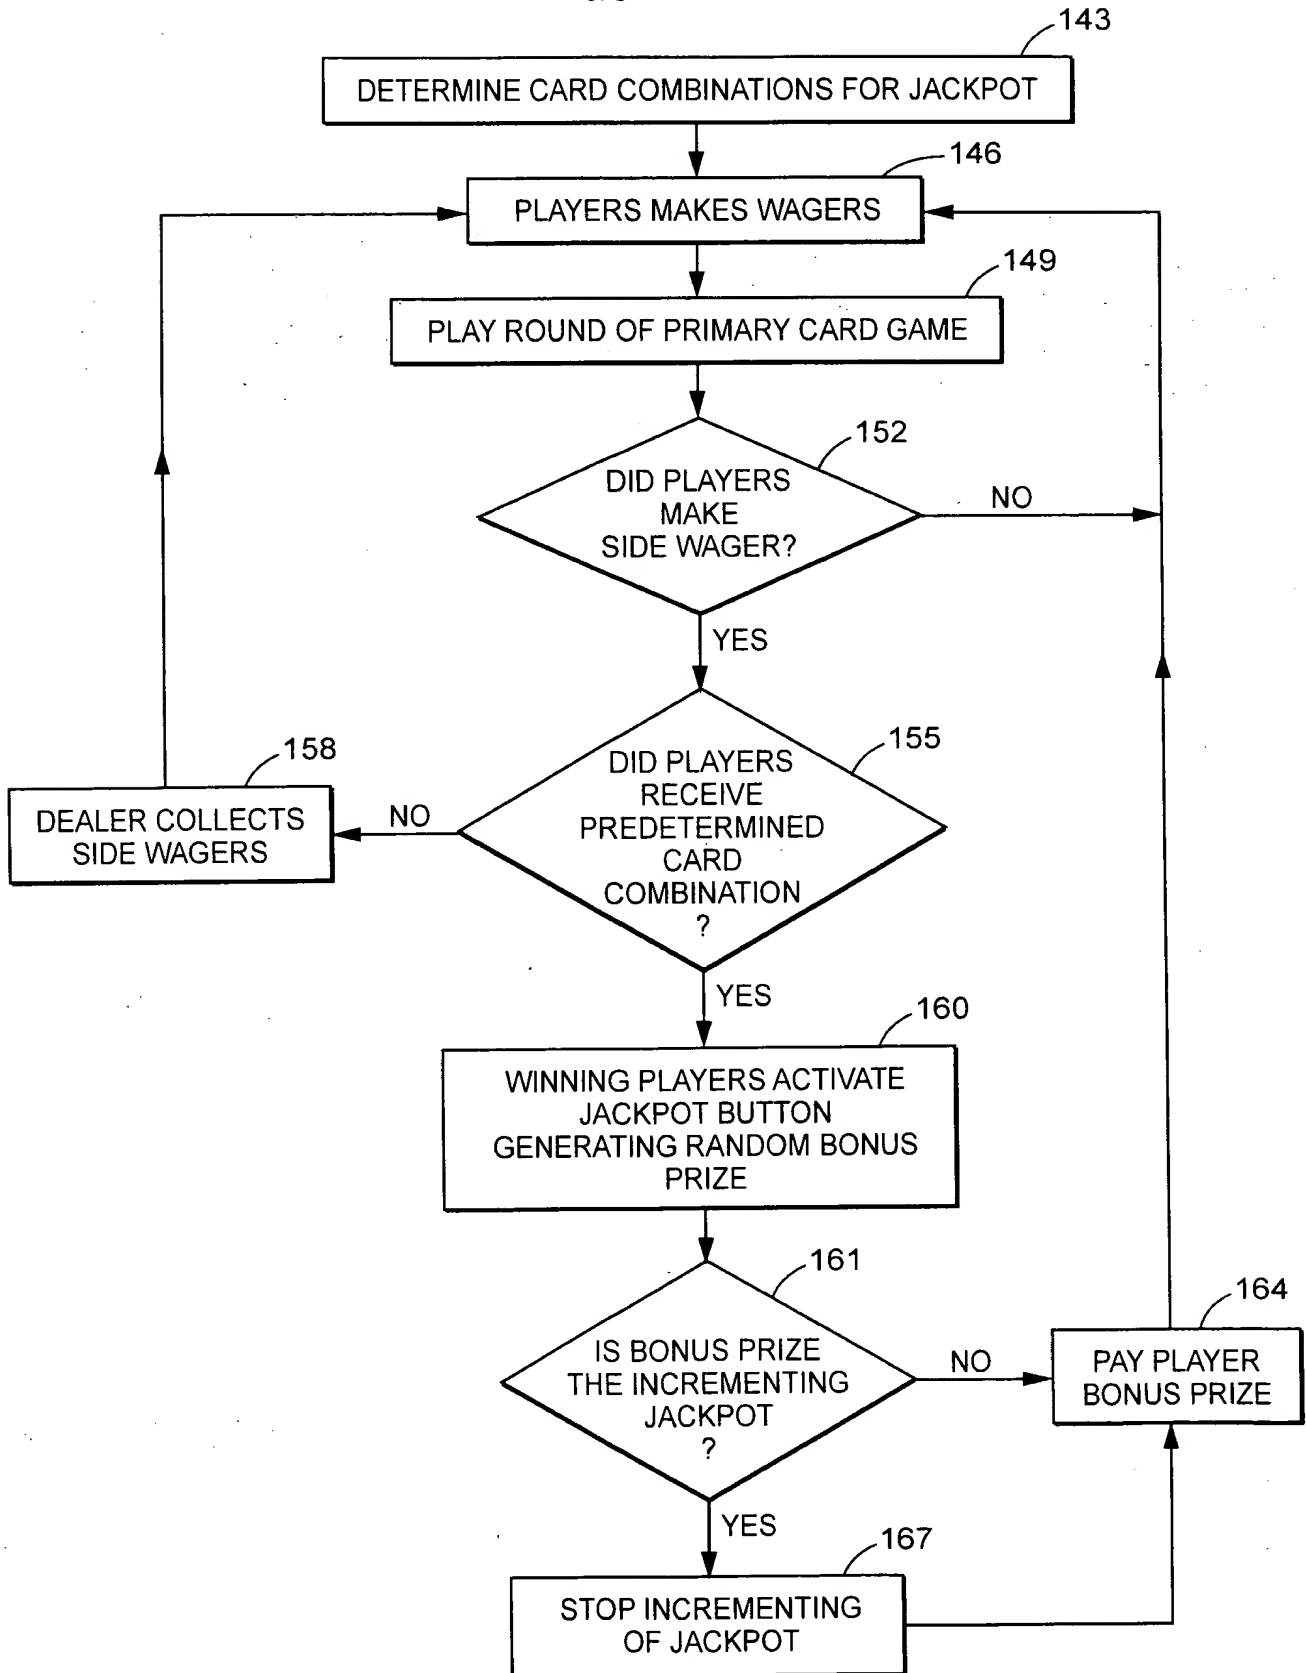 143
DETERMINE CARD COMBINATIONS FOR JACKPOT
146
PLAYERS MAKES WAGERS
149
PLAY ROUND OF PRIMARY CARD GAME
152
DID PLAYERS
MAKE
SIDE WAGER?
NO
YES
155
DID PLAYERS
RECEIVE
PREDETERMINED
CARD
COMBINATION
?
NO
158
DEALER COLLECTS
SIDE WAGERS
YES
160
WINNING PLAYERS ACTIVATE
JACKPOT BUTTON
GENERATING RANDOM BONUS
PRIZE
161
IS BONUS PRIZE
THE INCREMENTING
JACKPOT
?
NO
164
PAY PLAYER
BONUS PRIZE
YES
167
STOP INCREMENTING
OF JACKPOT